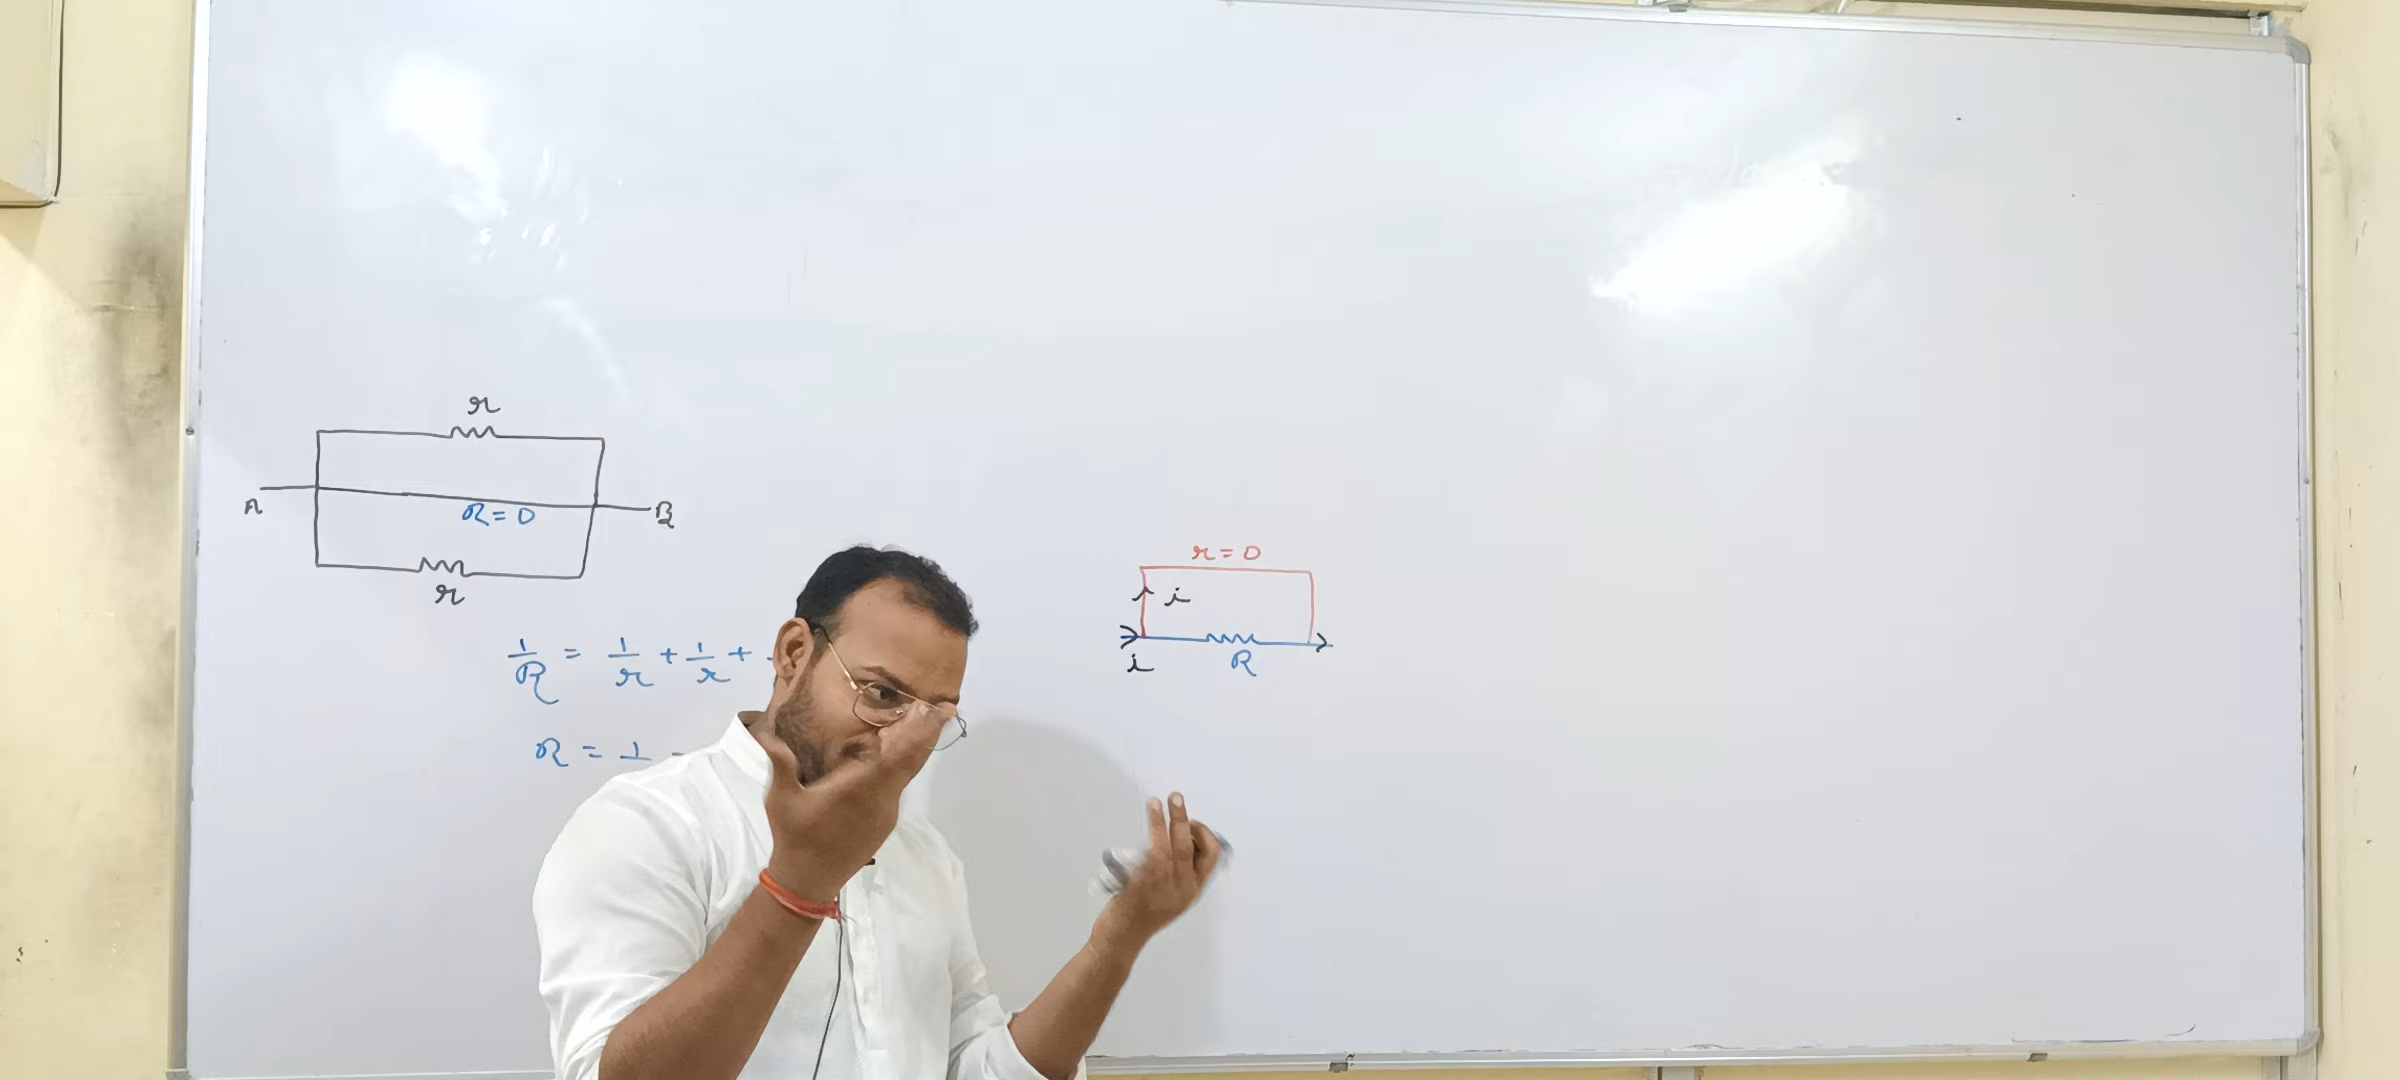 r
A
B
R = 0
r
1/R = 1/r + 1/r +
R = 1
r = 0
i
i
R